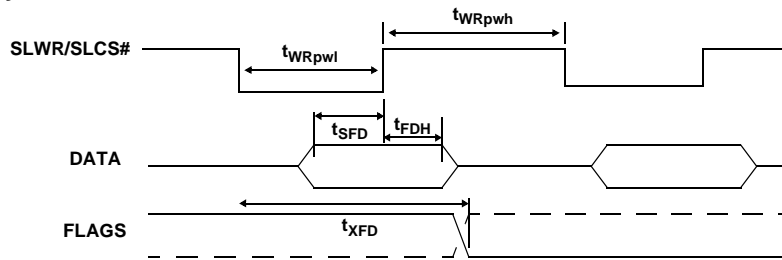 SLWR/SLCS#
tWRpwl
tWRpwh
DATA
tSFD
tFDH
FLAGS
tXFD